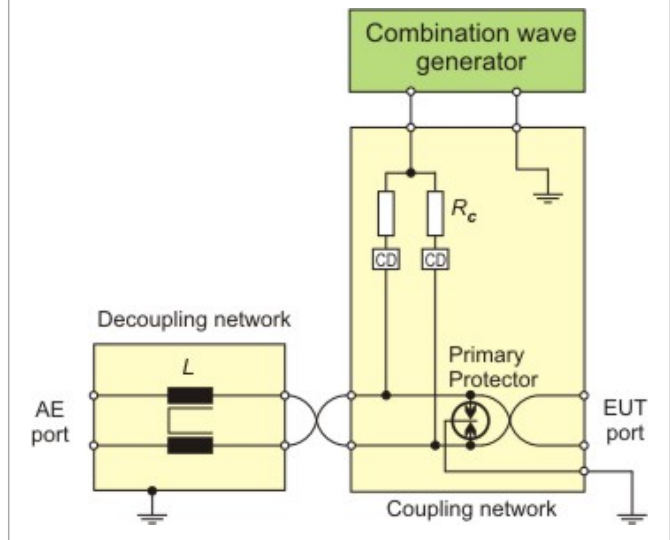 Combination wave
generator
Rc
CD
CD
Decoupling network
L
Primary
Protector
AE
port
EUT
port
Coupling network